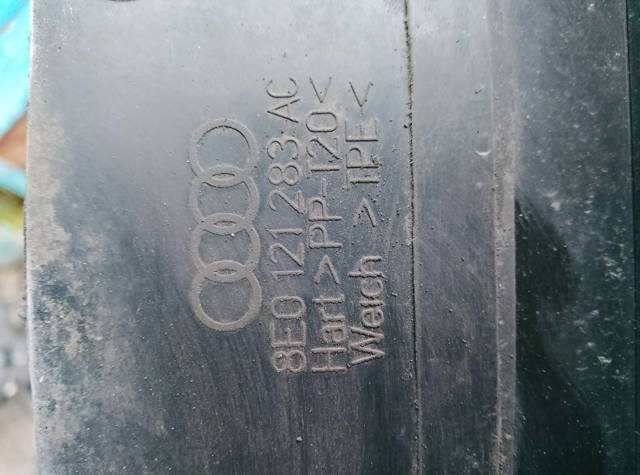 8E0 121 283 AC
Hart >PP-T20<
Weich >TPE<